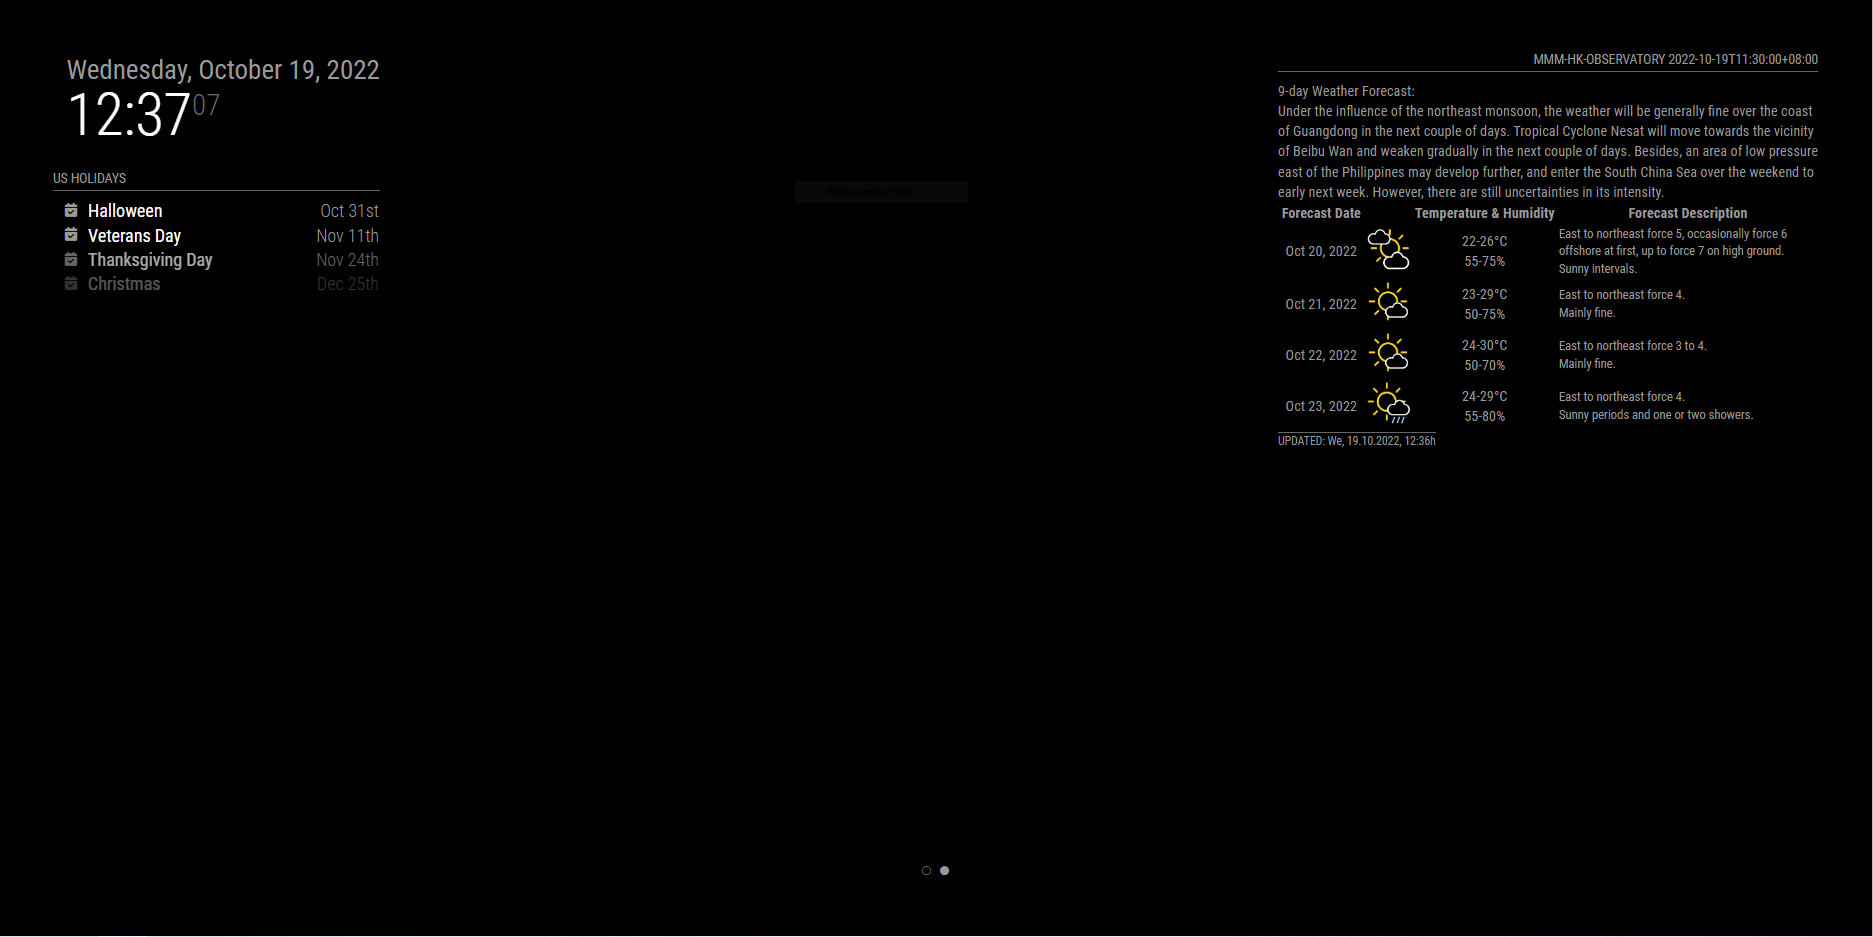 Wednesday, October 19, 2022
12:37 07
US HOLIDAYS
Halloween Oct 31st
Veterans Day Nov 11th
Thanksgiving Day Nov 24th
Christmas Dec 25th
Rectangular Snip
MMM-HK-OBSERVATORY 2022-10-19T11:30:00+08:00
9-day Weather Forecast:
Under the influence of the northeast monsoon, the weather will be generally fine over the coast
of Guangdong in the next couple of days. Tropical Cyclone Nesat will move towards the vicinity
of Beibu Wan and weaken gradually in the next couple of days. Besides, an area of low pressure
east of the Philippines may develop further, and enter the South China Sea over the weekend to
early next week. However, there are still uncertainties in its intensity.
Forecast Date Temperature & Humidity Forecast Description
Oct 20, 2022
22-26°C
55-75%
East to northeast force 5, occasionally force 6
offshore at first, up to force 7 on high ground.
Sunny intervals.
Oct 21, 2022
23-29°C
50-75%
East to northeast force 4.
Mainly fine.
Oct 22, 2022
24-30°C
50-70%
East to northeast force 3 to 4.
Mainly fine.
Oct 23, 2022
24-29°C
55-80%
East to northeast force 4.
Sunny periods and one or two showers.
UPDATED: We, 19.10.2022, 12:36h